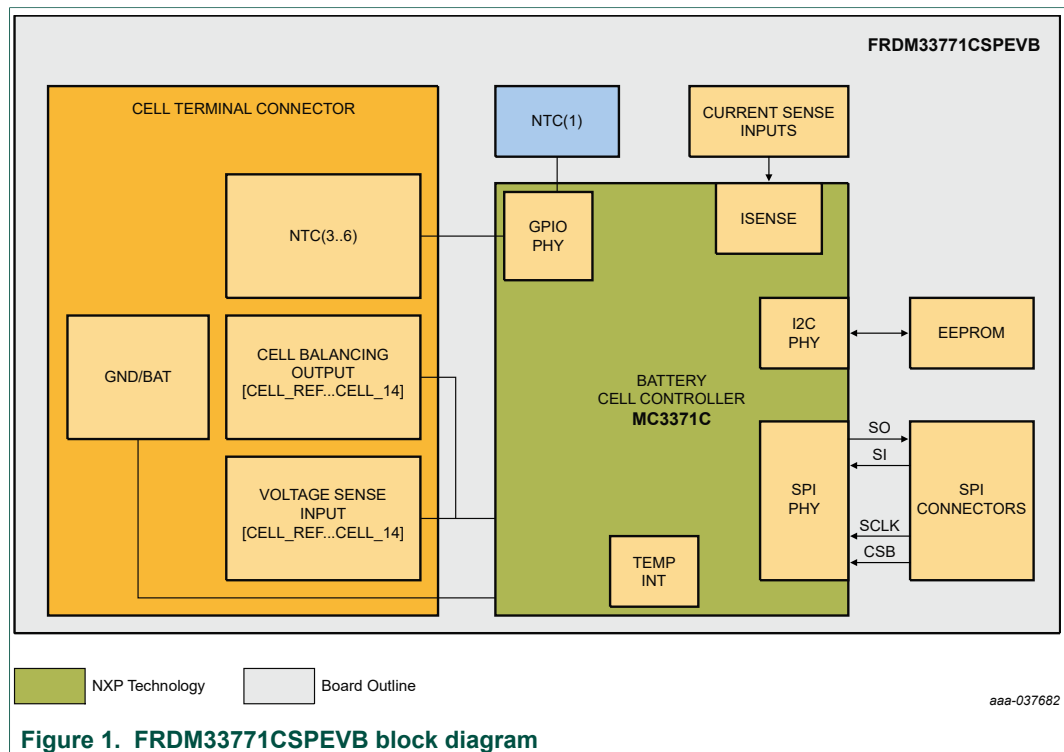 FRDM33771CSPEVB
CELL TERMINAL CONNECTOR
NTC(1)
CURRENT SENSE
INPUTS
NTC(3..6)
GPIO
PHY
ISENSE
GND/BAT
CELL BALANCING
OUTPUT
[CELL_REF...CELL_14]
I2C
PHY
EEPROM
BATTERY
CELL CONTROLLER
MC3371C
VOLTAGE SENSE
INPUT
[CELL_REF...CELL_14]
SPI
PHY
SO
SI
SCLK
CSB
SPI
CONNECTORS
TEMP
INT
NXP Technology
Board Outline
aaa-037682
Figure 1. FRDM33771CSPEVB block diagram